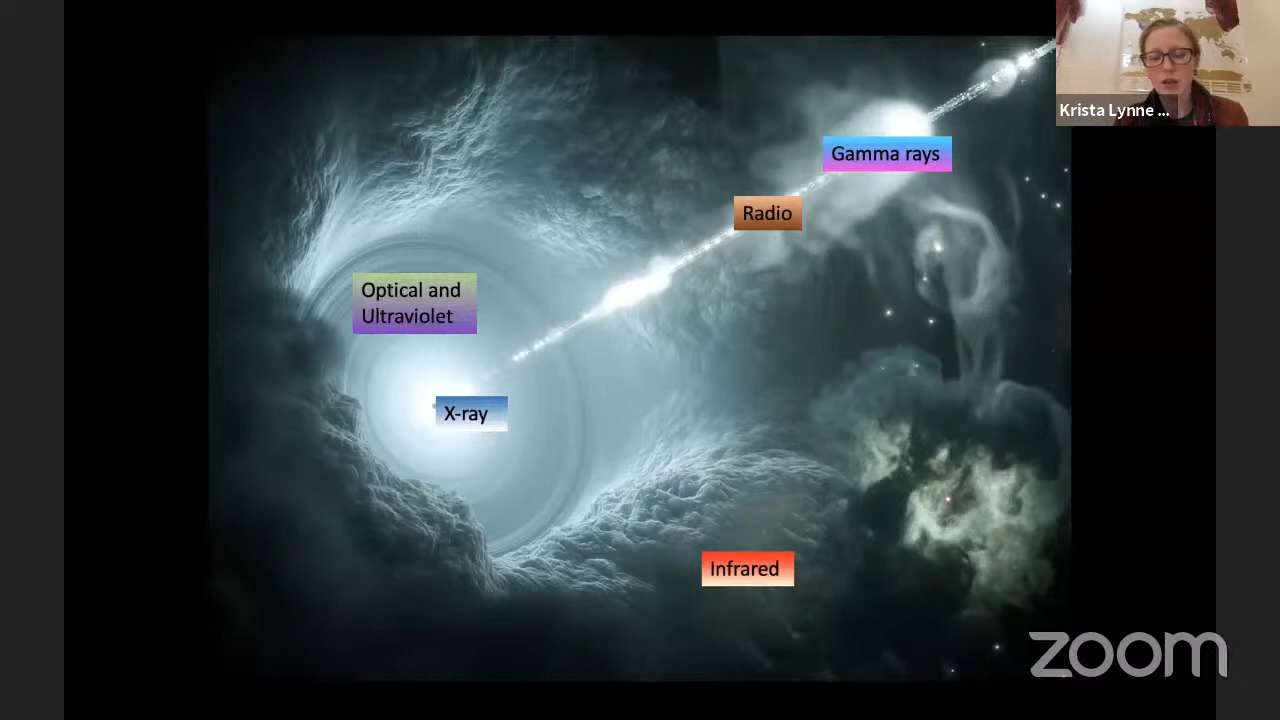 Krista Lynne ...
Gamma rays
Radio
Optical and
Ultraviolet
X-ray
Infrared
zoom